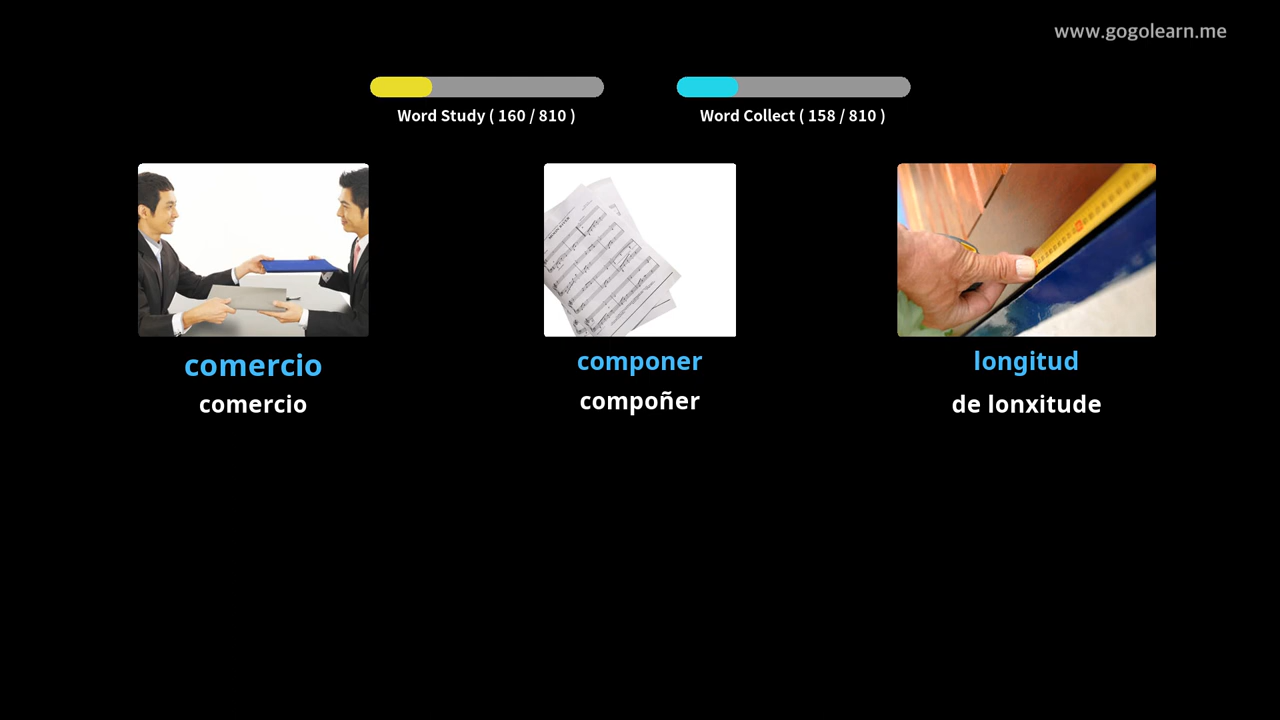 www.gogolearn.me
Word Study ( 160 / 810 )
Word Collect ( 158 / 810 )
comercio
comercio
componer
compoñer
longitud
de lonxitude